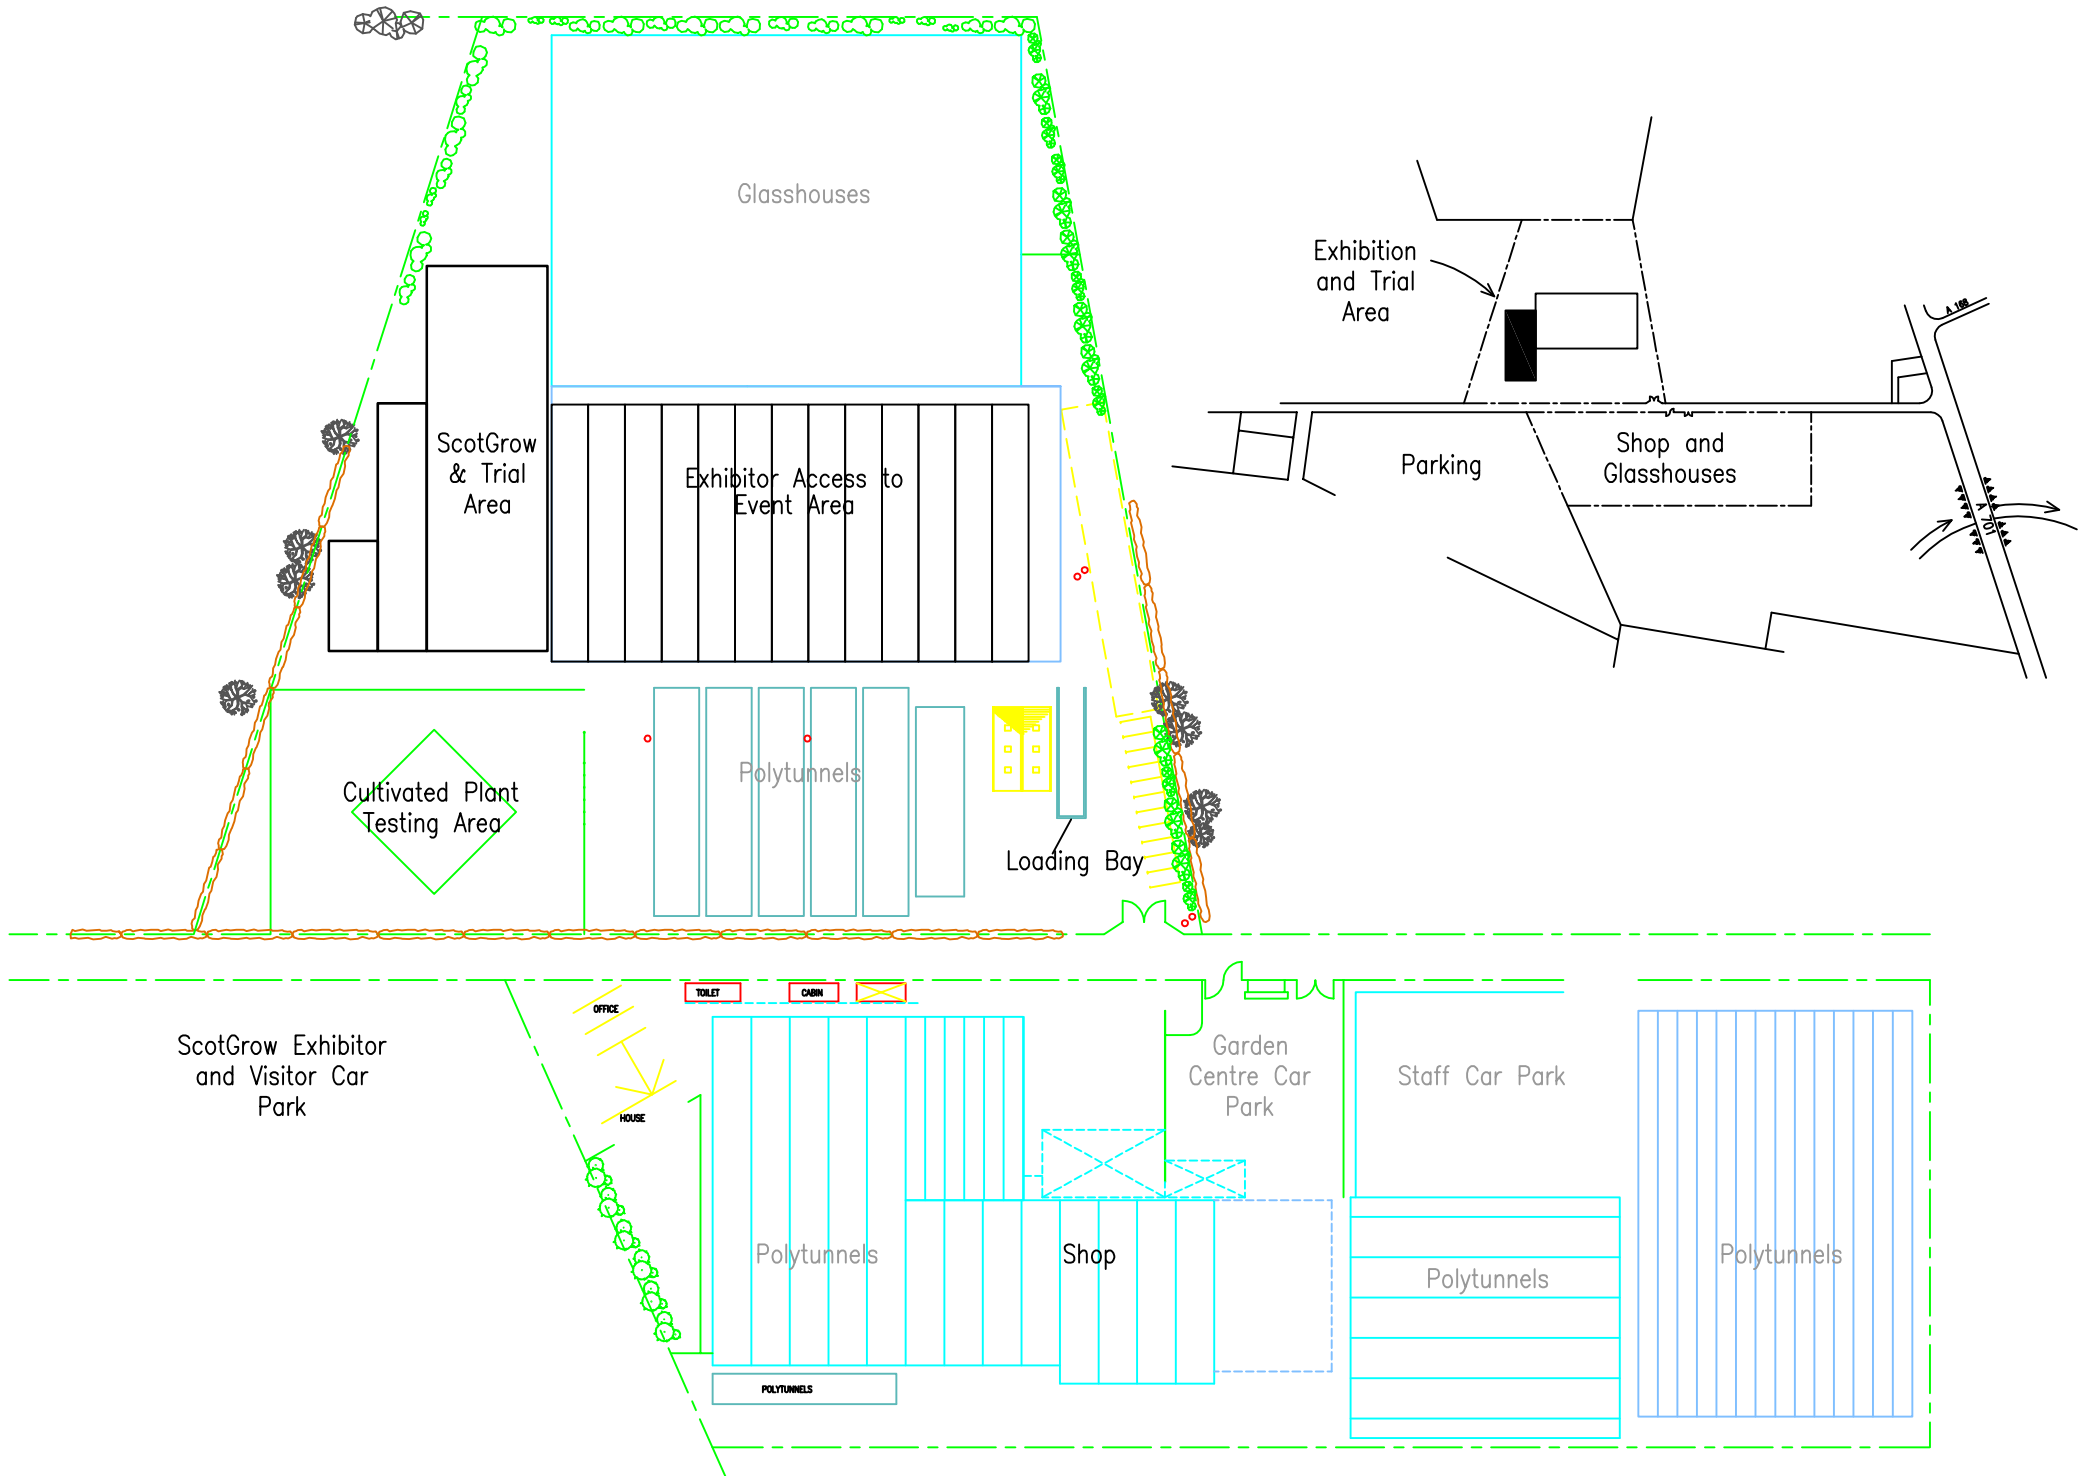 Glasshouses
ScotGrow
& Trial
Area
Exhibitor Access to
Event Area
Cultivated Plant
Testing Area
Polytunnels
Loading Bay
Exhibition
and Trial
Area
A 166
Parking
Shop and
Glasshouses
A 701
ScotGrow Exhibitor
and Visitor Car
Park
OFFICE
HOUSE
TOILET
CABIN
Garden
Centre Car
Park
Staff Car Park
Polytunnels
Shop
Polytunnels
Polytunnels
POLYTUNNELS